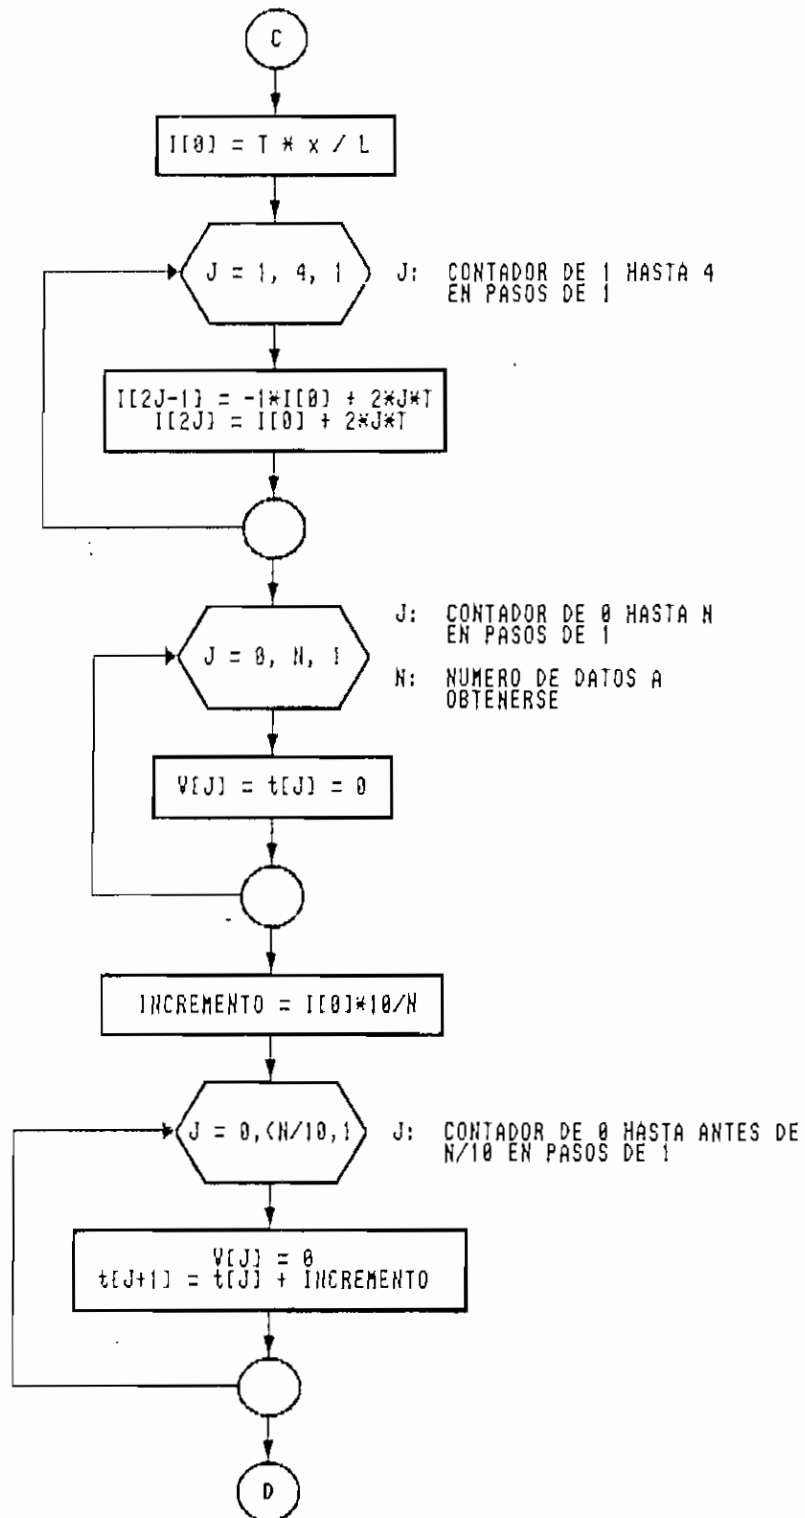 C
I[0] = T * x / L
J = 1, 4, 1
J: CONTADOR DE 1 HASTA 4
EN PASOS DE 1
I[2J-1] = -1*I[0] + 2*J*T
I[2J] = I[0] + 2*J*T
J = 0, N, 1
J: CONTADOR DE 0 HASTA N
EN PASOS DE 1
N: NUMERO DE DATOS A
OBTENERSE
V[J] = t[J] = 0
INCREMENTO = I[0]*10/N
J = 0,<N/10,1
J: CONTADOR DE 0 HASTA ANTES DE
N/10 EN PASOS DE 1
V[J] = 0
t[J+1] = t[J] + INCREMENTO
D